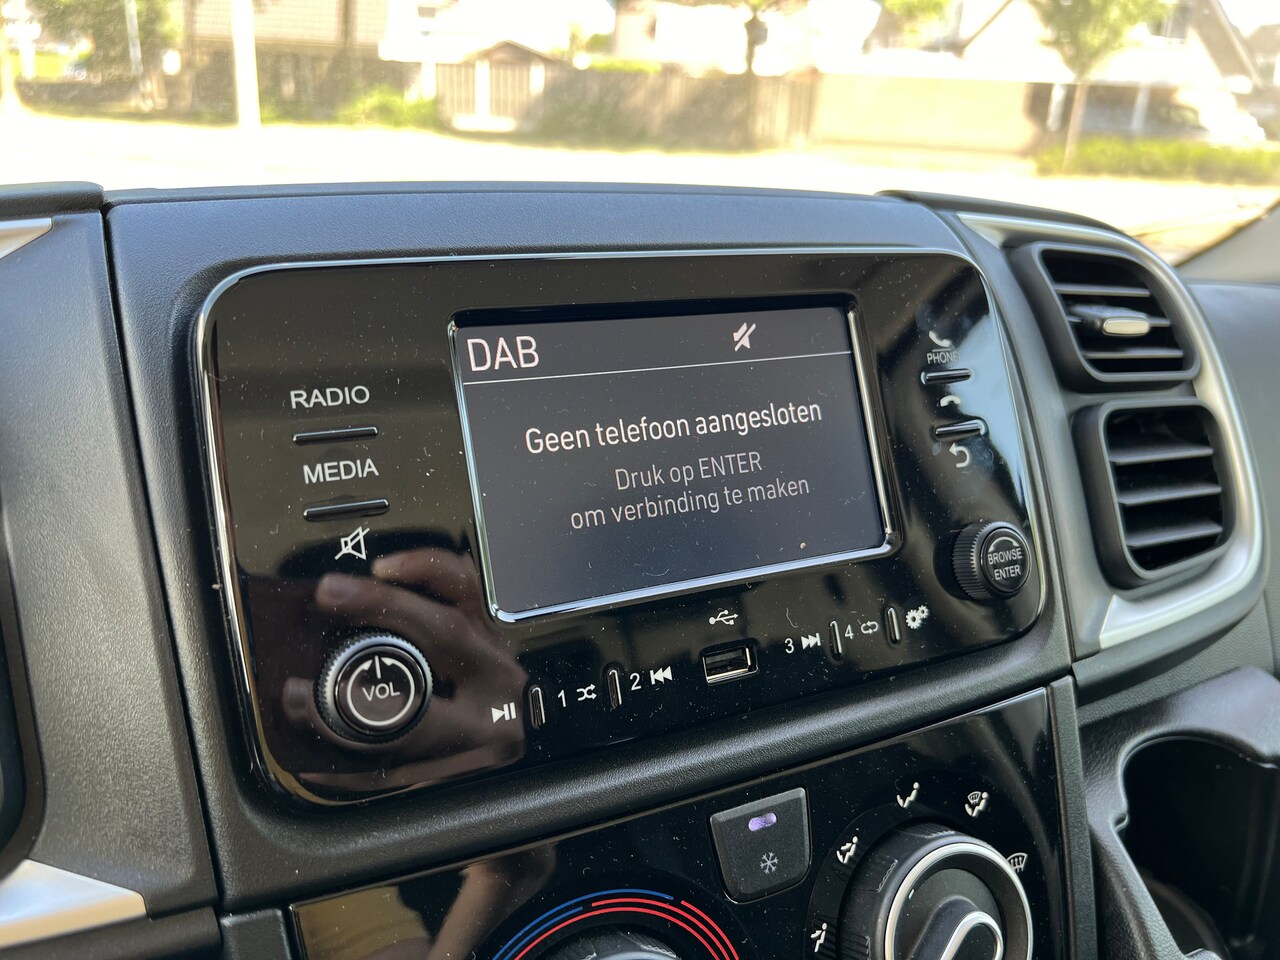 DAB
Geen telefoon aangesloten
Druk op ENTER
om verbinding te maken
RADIO
MEDIA
VOL
1
2
3
4
PHONE
BROWSE
ENTER